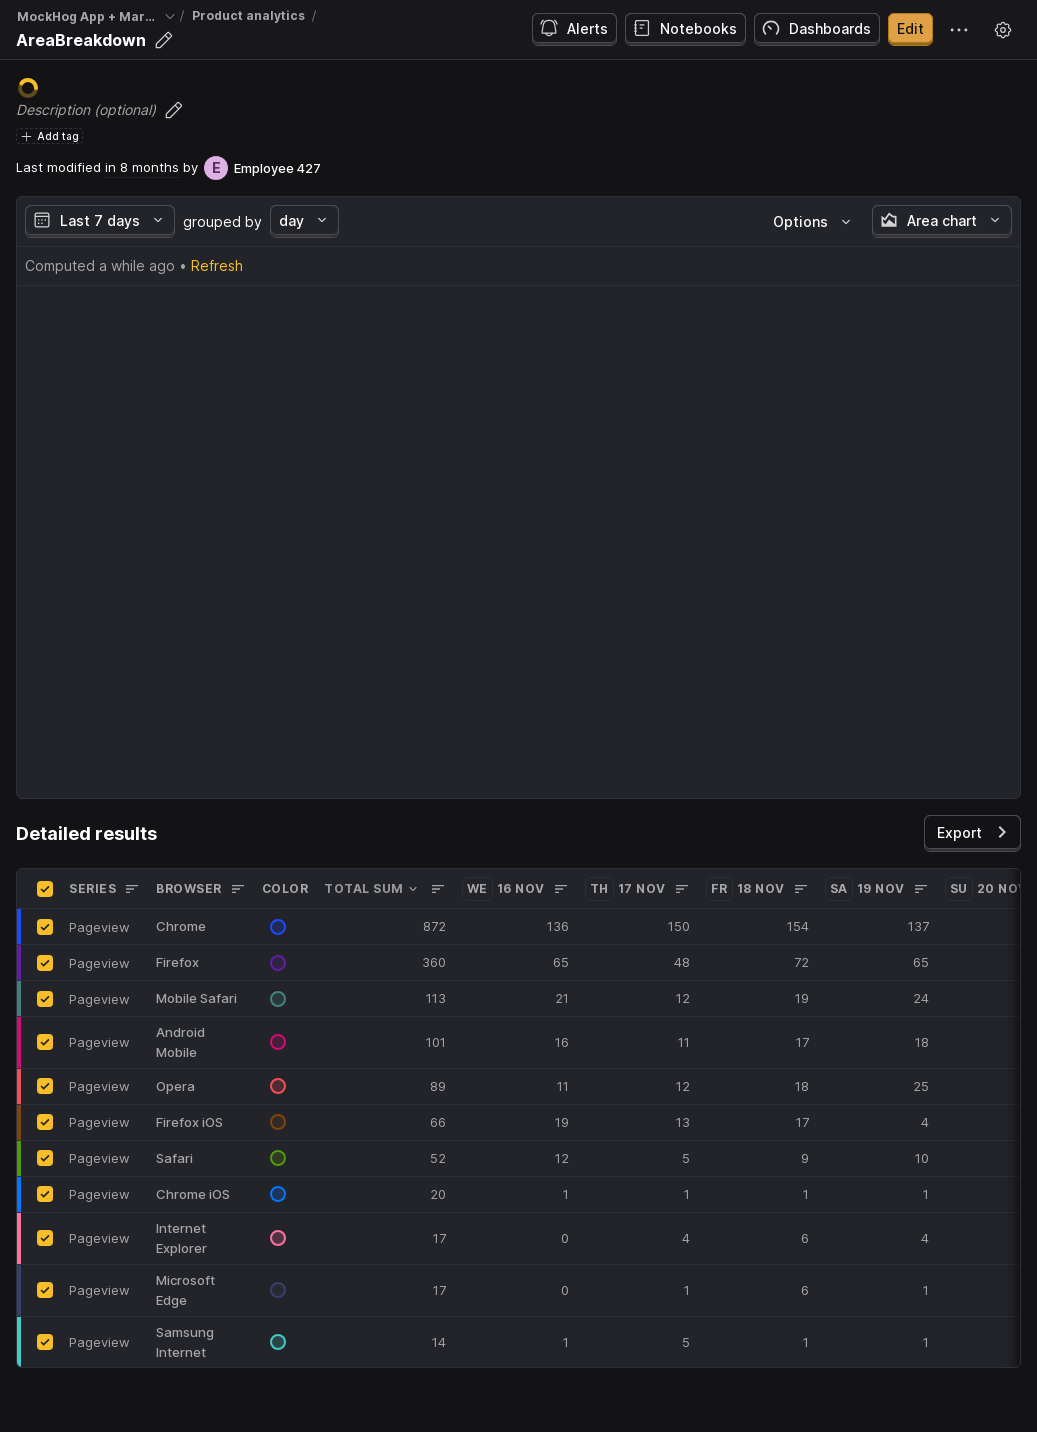 MockHog App + Mar... / Product analytics /
AreaBreakdown
Alerts Notebooks Dashboards Edit
Description (optional)
Add tag
Last modified in 8 months by E Employee 427
Last 7 days grouped by day Options Area chart
Computed a while ago • Refresh
Detailed results Export
SERIES BROWSER COLOR TOTAL SUM WE 16 NOV TH 17 NOV FR 18 NOV SA 19 NOV SU 20 NOV
Pageview Chrome 872 136 150 154 137
Pageview Firefox 360 65 48 72 65
Pageview Mobile Safari 113 21 12 19 24
Pageview Android Mobile 101 16 11 17 18
Pageview Opera 89 11 12 18 25
Pageview Firefox iOS 66 19 13 17 4
Pageview Safari 52 12 5 9 10
Pageview Chrome iOS 20 1 1 1 1
Pageview Internet Explorer 17 0 4 6 4
Pageview Microsoft Edge 17 0 1 6 1
Pageview Samsung Internet 14 1 5 1 1